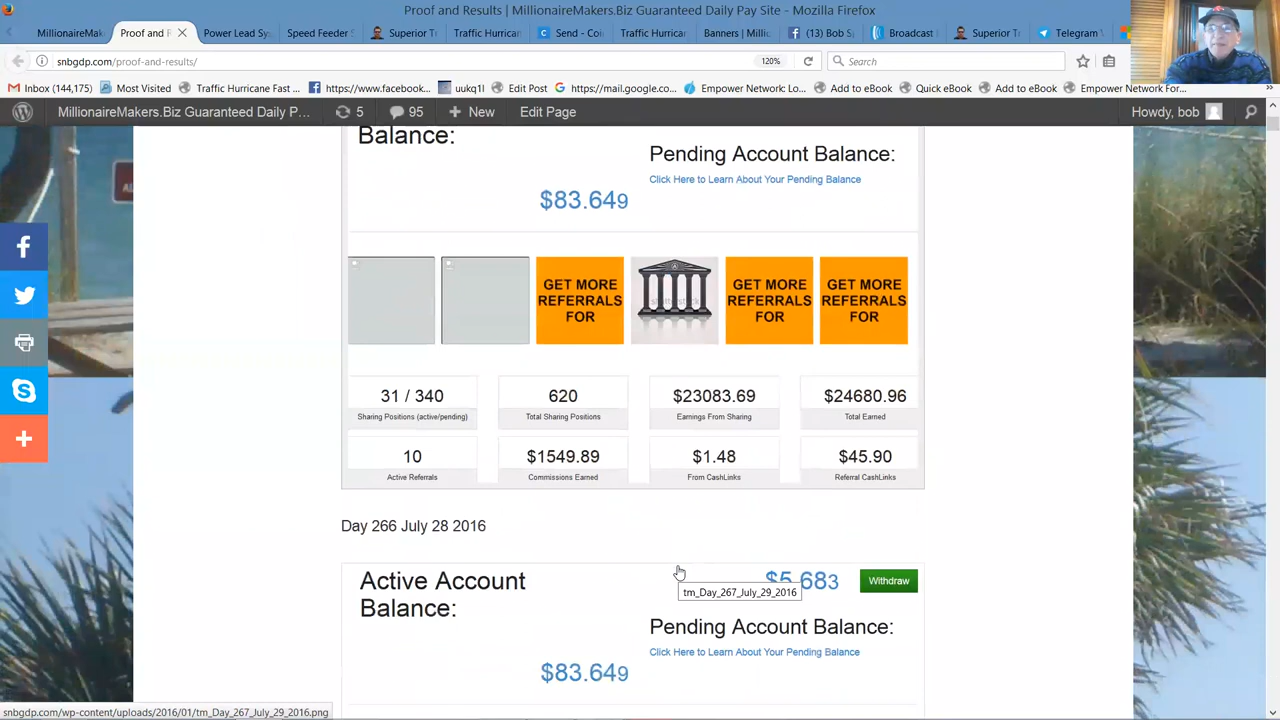 Proof and Results | MillionaireMakers.Biz Guaranteed Daily Pay Site - Mozilla Firefox
MillionaireMake
Proof and R
Power Lead Sys
Speed Feeder S
Superior Tr
Traffic Hurrican
Send - Coi
Traffic Hurrican
Banners | Millio
(13) Bob S
Broadcast
Superior Tr
Telegram
snbgdp.com/proof-and-results/
120%
Search
Inbox (144,175)
Most Visited
Traffic Hurricane Fast ...
https://www.facebook...
uukq1l
Edit Post
https://mail.google.co...
Empower Network: Lo...
Add to eBook
Quick eBook
Add to eBook
Empower Network For...
MillionaireMakers.Biz Guaranteed Daily P...
5
95
New
Edit Page
Howdy, bob
Balance:
Pending Account Balance:
Click Here to Learn About Your Pending Balance
$83.649
GET MORE
REFERRALS
FOR
GET MORE
REFERRALS
FOR
GET MORE
REFERRALS
FOR
31 / 340
620
$23083.69
$24680.96
Sharing Positions (active/pending)
Total Sharing Positions
Earnings From Sharing
Total Earned
10
$1549.89
$1.48
$45.90
Active Referrals
Commissions Earned
From CashLinks
Referral CashLinks
Day 266 July 28 2016
Active Account
Balance:
$5.683
Withdraw
tm_Day_267_July_29_2016
Pending Account Balance:
Click Here to Learn About Your Pending Balance
$83.649
snbgdp.com/wp-content/uploads/2016/01/tm_Day_267_July_29_2016.png